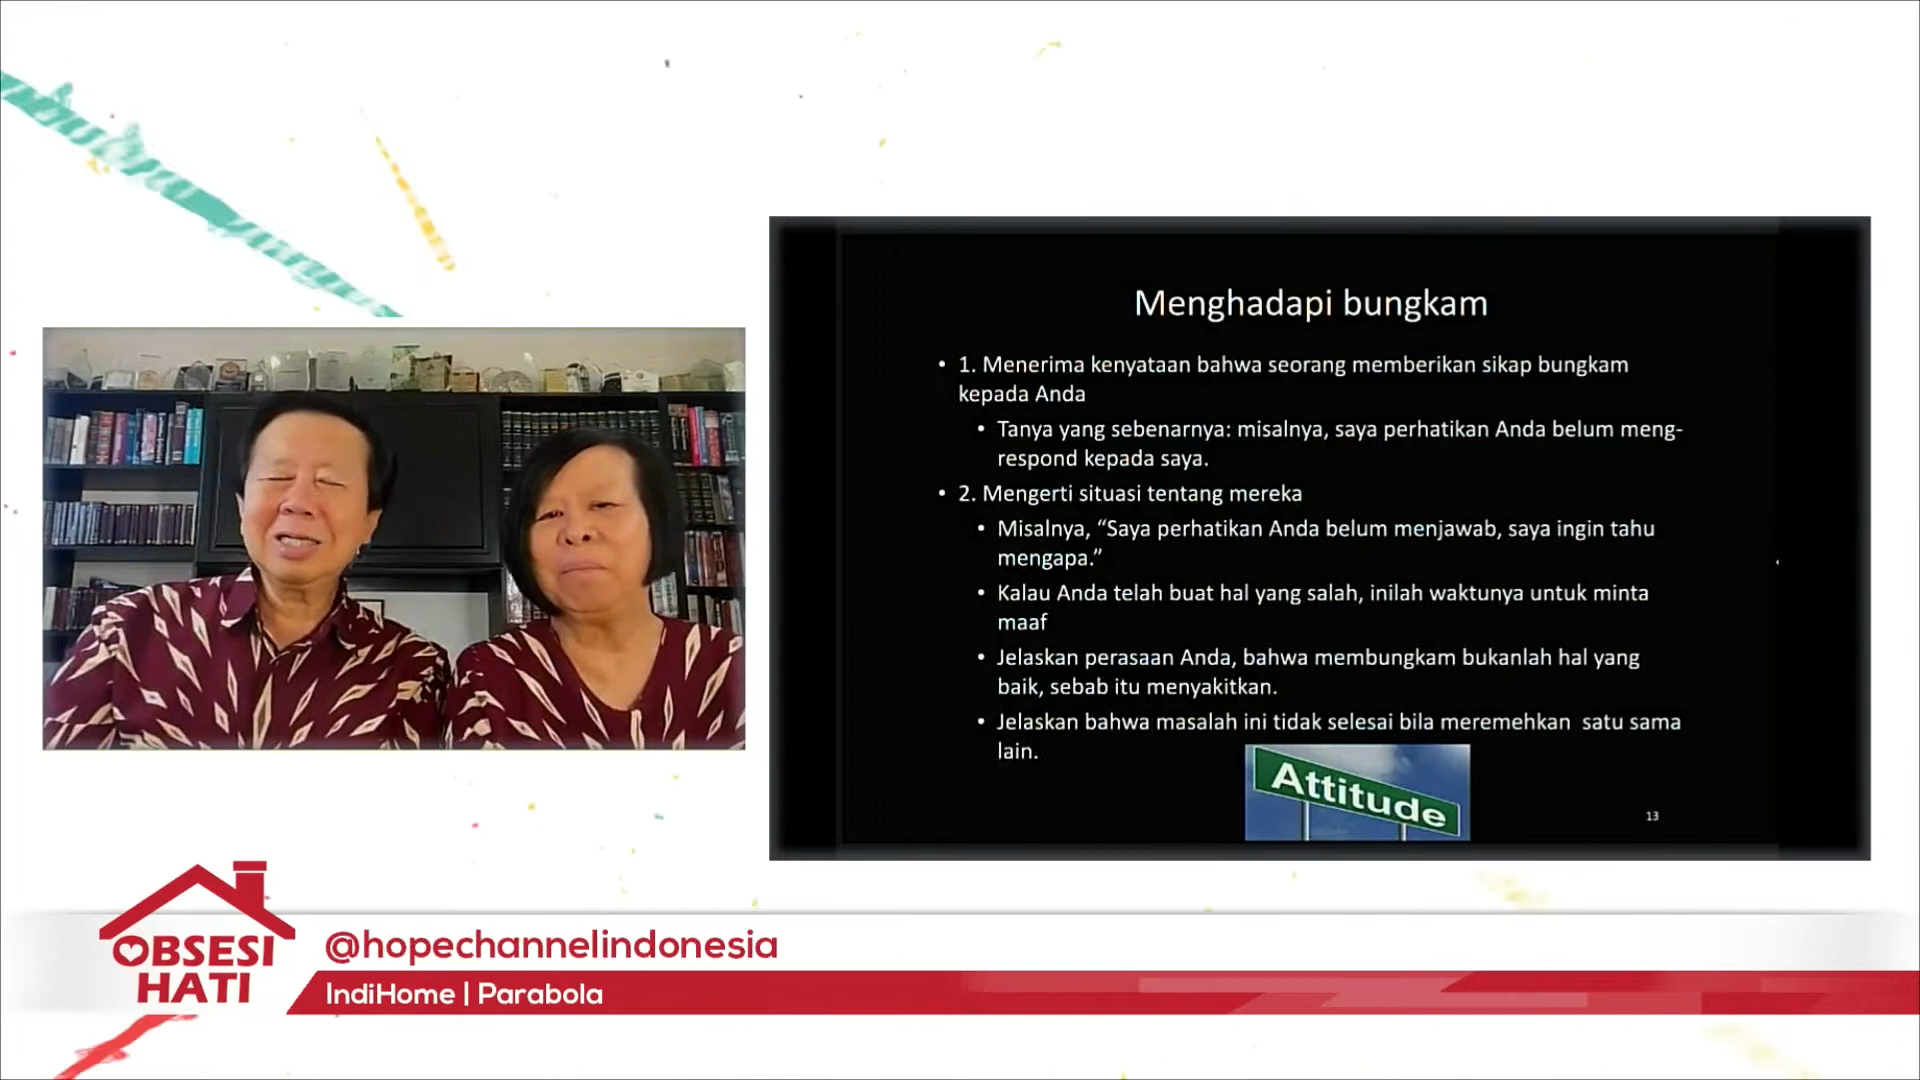 Menghadapi bungkam
• 1. Menerima kenyataan bahwa seorang memberikan sikap bungkam
kepada Anda
• Tanya yang sebenarnya: misalnya, saya perhatikan Anda belum meng-
respond kepada saya.
• 2. Mengerti situasi tentang mereka
• Misalnya, “Saya perhatikan Anda belum menjawab, saya ingin tahu
mengapa.”
• Kalau Anda telah buat hal yang salah, inilah waktunya untuk minta
maaf
• Jelaskan perasaan Anda, bahwa membungkam bukanlah hal yang
baik, sebab itu menyakitkan.
• Jelaskan bahwa masalah ini tidak selesai bila meremehkan satu sama
lain.
Attitude
13
OBSESI
HATI
@hopechannelindonesia
IndiHome | Parabola